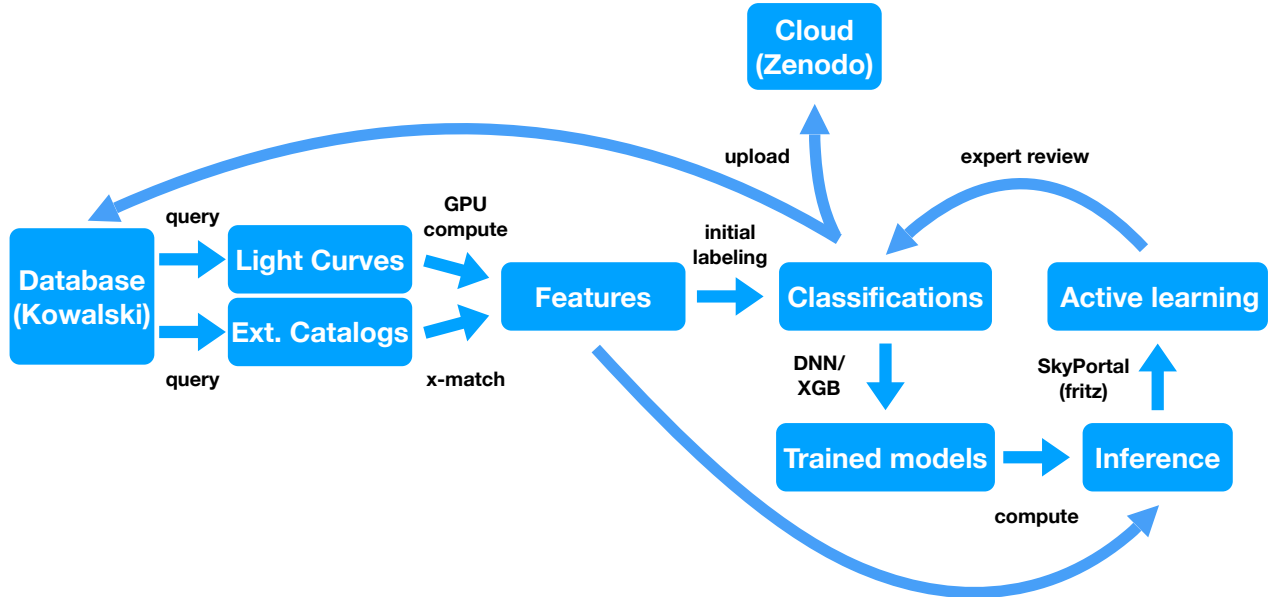 Cloud
(Zenodo)
upload
expert review
query
GPU
compute
initial
labeling
Database
(Kowalski)
Light Curves
Ext. Catalogs
Features
Classifications
Active learning
query
x-match
DNN/
XGB
SkyPortal
(fritz)
Trained models
Inference
compute